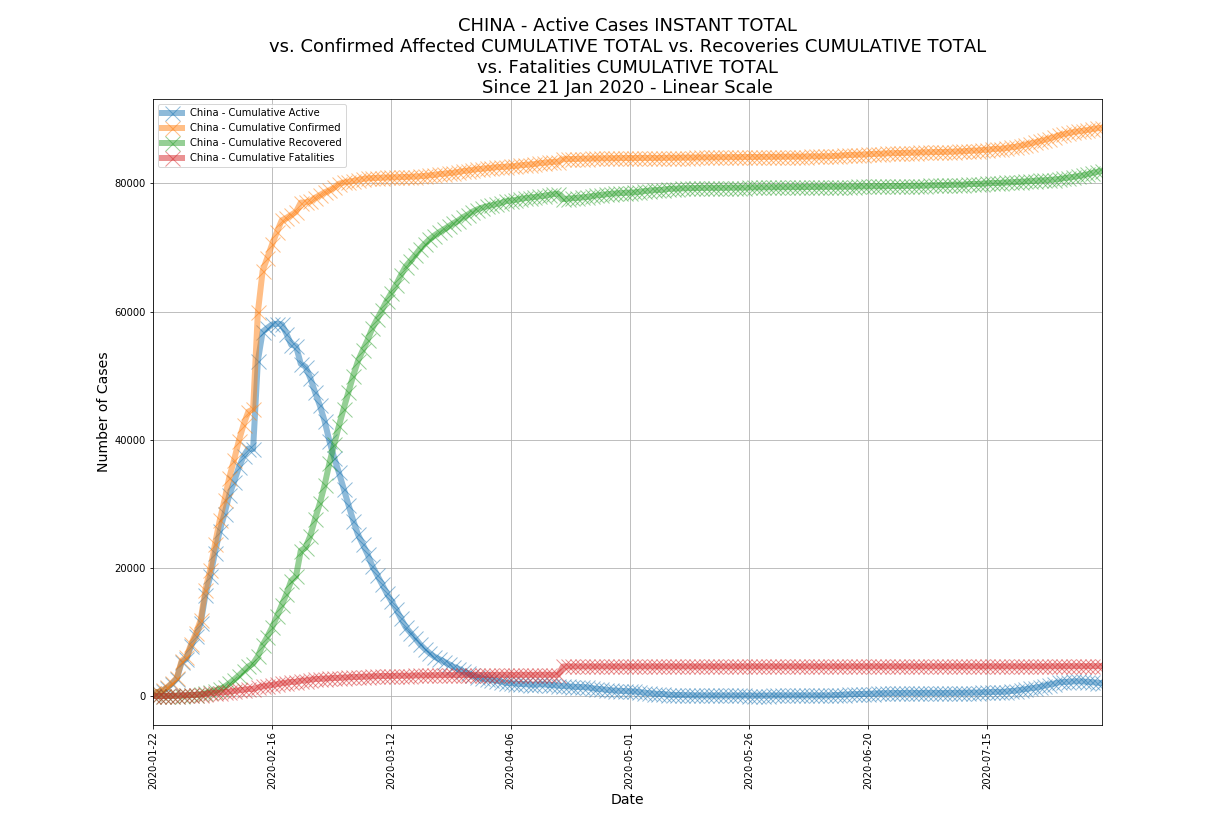 CHINA - Active Cases INSTANT TOTAL
vs. Confirmed Affected CUMULATIVE TOTAL vs. Recoveries CUMULATIVE TOTAL
vs. Fatalities CUMULATIVE TOTAL
Since 21 Jan 2020 - Linear Scale
China - Cumulative Active
China - Cumulative Confirmed
China - Cumulative Recovered
China - Cumulative Fatalities
Number of Cases
80000
60000
40000
20000
0
2020-01-22
2020-02-16
2020-03-12
2020-04-06
2020-05-01
2020-05-26
2020-06-20
2020-07-15
Date